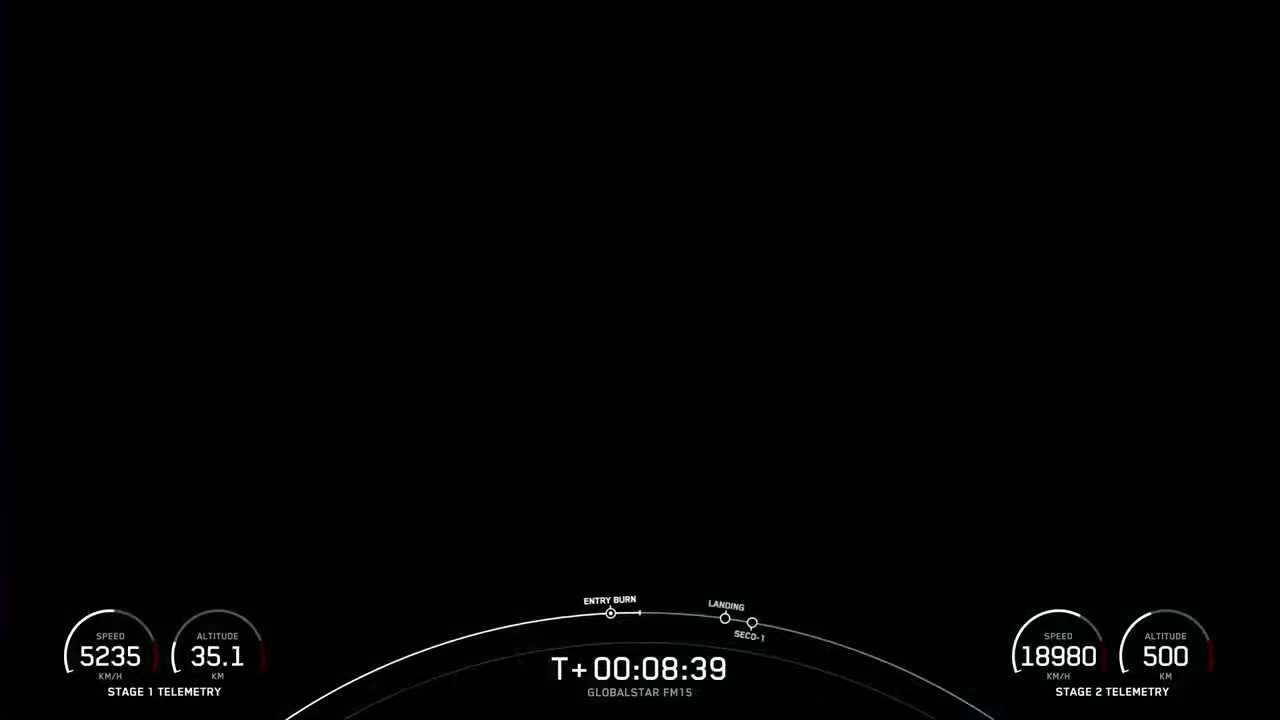 ENTRY BURN
LANDING
SECO-1
SPEED
5235
KM/H
ALTITUDE
35.1
KM
STAGE 1 TELEMETRY
T+00:08:39
GLOBALSTAR FM15
SPEED
18980
KM/H
ALTITUDE
500
KM
STAGE 2 TELEMETRY